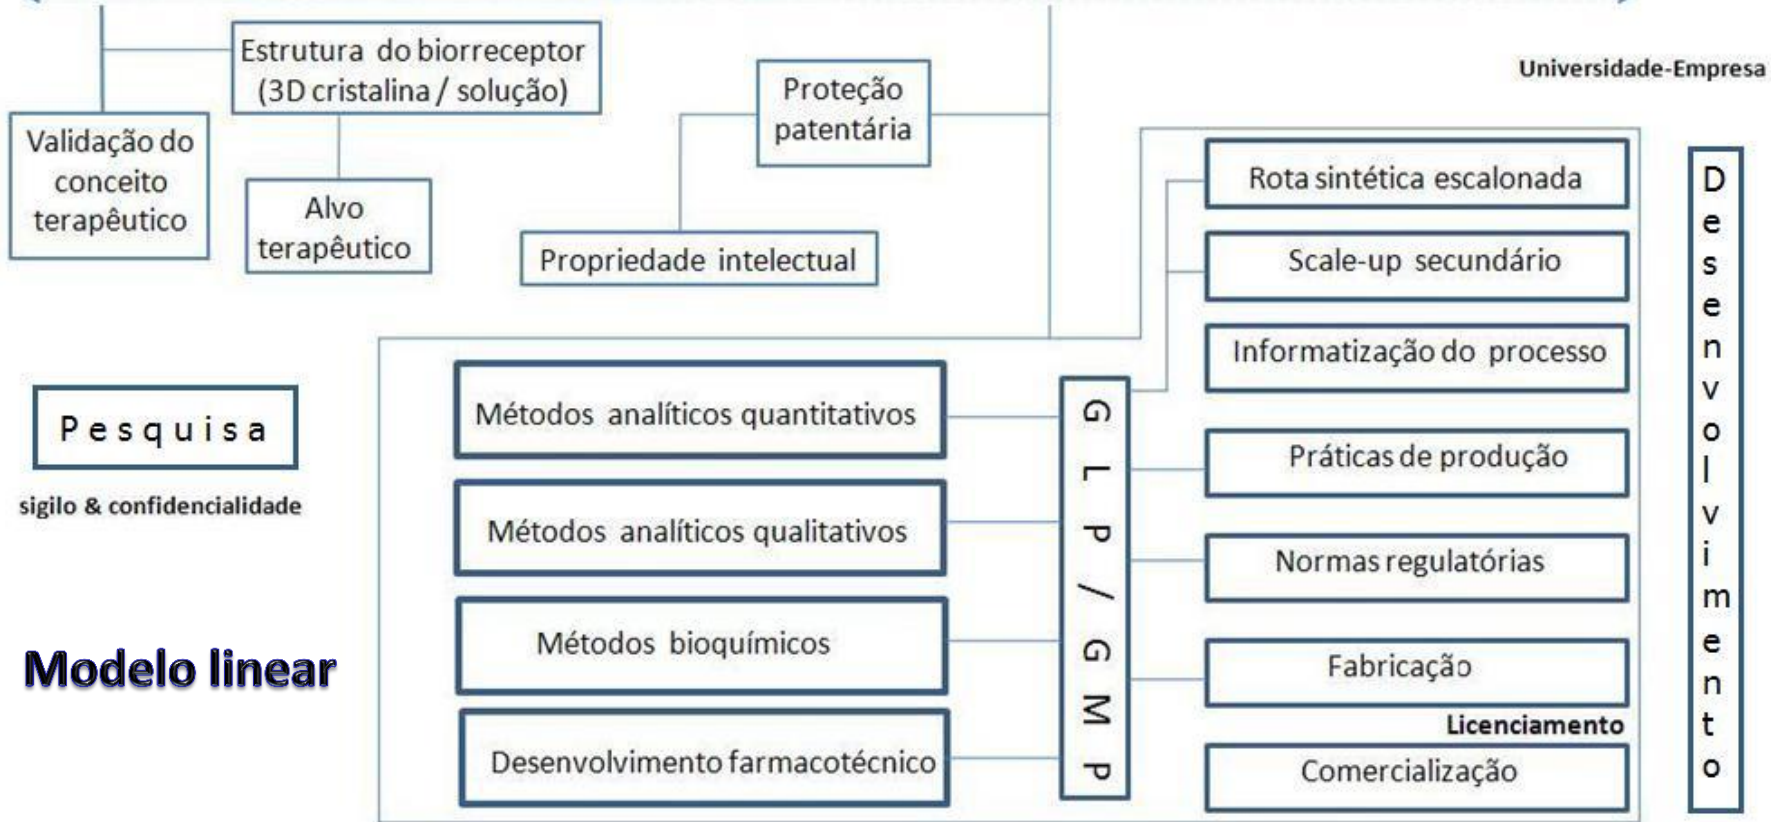 Estrutura do biorreceptor
(3D cristalina / solução)
Validação do
conceito
terapêutico
Alvo
terapêutico
Proteção
patentária
Propriedade intelectual
Universidade-Empresa
Pesquisa
sigilo & confidencialidade
Modelo linear
Métodos analíticos quantitativos
Métodos analíticos qualitativos
Métodos bioquímicos
Desenvolvimento farmacotécnico
GLP/GMP
Rota sintética escalonada
Scale-up secundário
Informatização do processo
Práticas de produção
Normas regulatórias
Fabricação
Licenciamento
Comercialização
Desenvolvimento